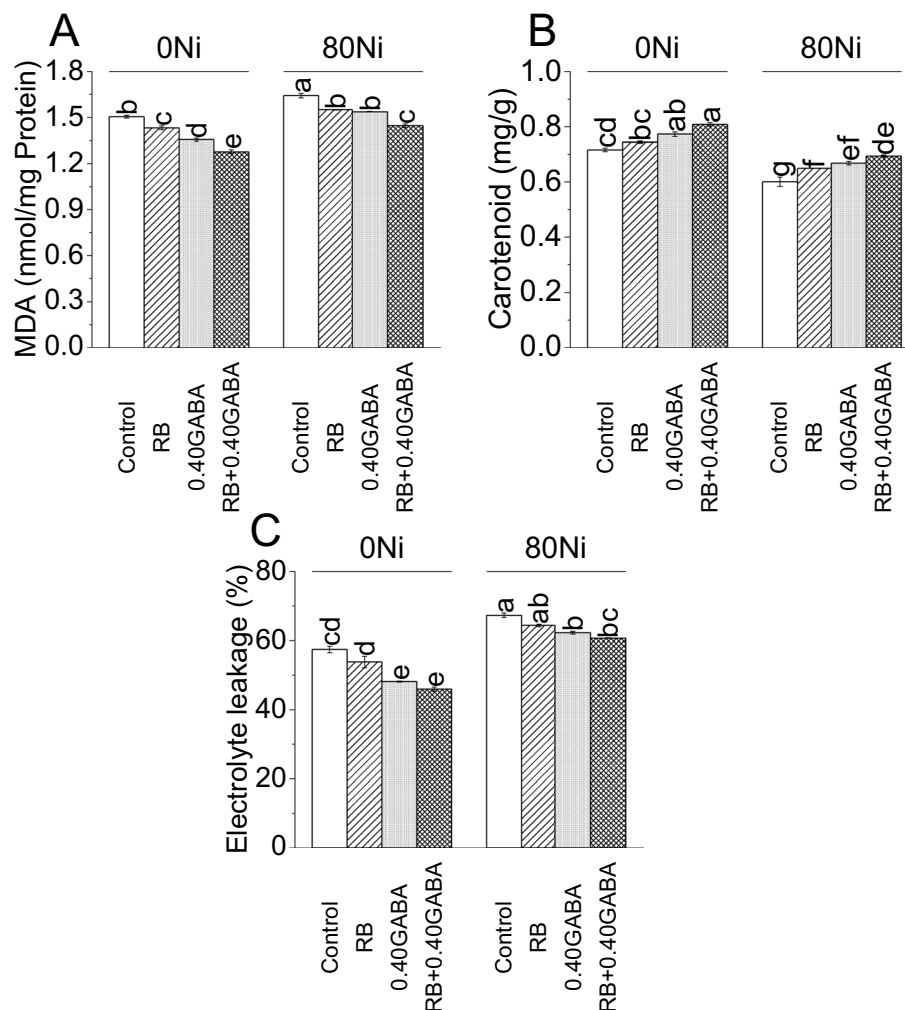 A
0Ni
80Ni
MDA (nmol/mg Protein)
1.8
1.5
1.2
0.9
0.6
0.3
0.0
b
c
d
e
a
b
b
c
Control
RB
0.40GABA
RB+0.40GABA
Control
RB
0.40GABA
RB+0.40GABA
B
0Ni
80Ni
Carotenoid (mg/g)
1.0
0.8
0.6
0.4
0.2
0.0
cd
bc
ab
a
g
f
ef
de
Control
RB
0.40GABA
RB+0.40GABA
Control
RB
0.40GABA
RB+0.40GABA
C
0Ni
80Ni
Electrolyte leakage (%)
80
60
40
20
0
cd
d
e
e
a
ab
b
bc
Control
RB
0.40GABA
RB+0.40GABA
Control
RB
0.40GABA
RB+0.40GABA